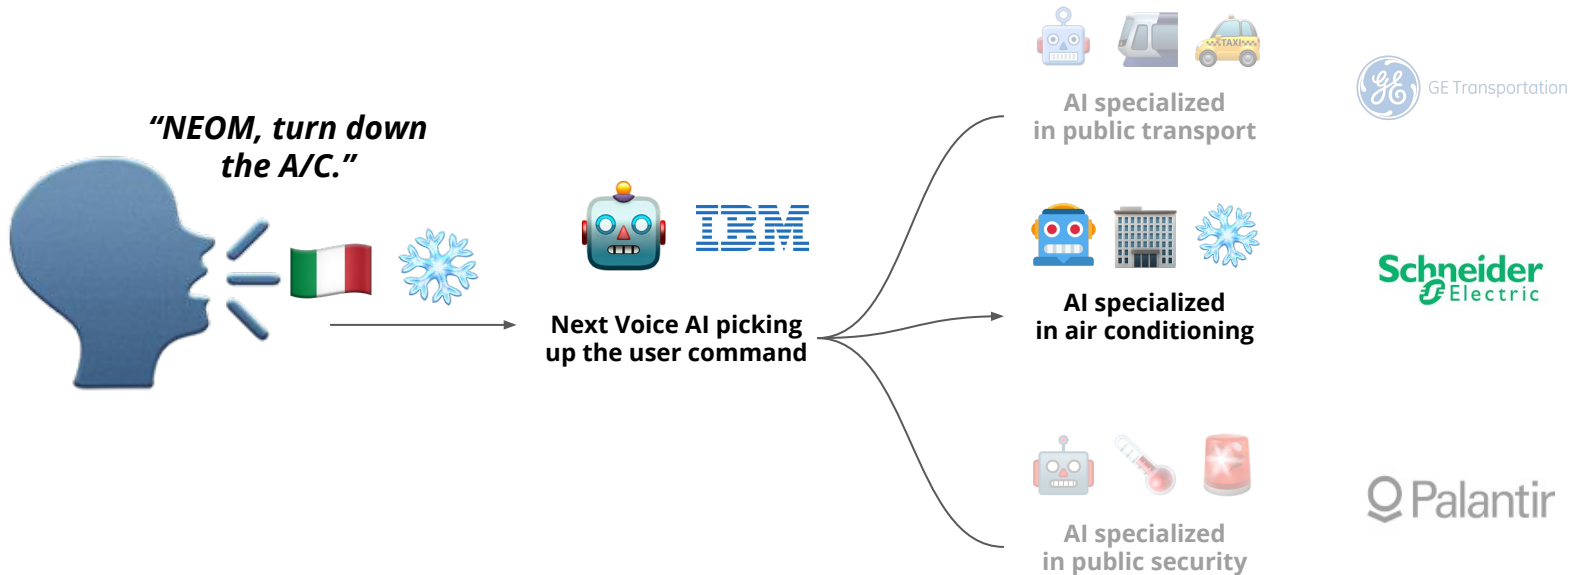 “NEOM, turn down
the A/C.”
IBM
Next Voice AI picking
up the user command
TAXI
AI specialized
in public transport
GE
GE Transportation
AI specialized
in air conditioning
Schneider
Electric
AI specialized
in public security
Palantir